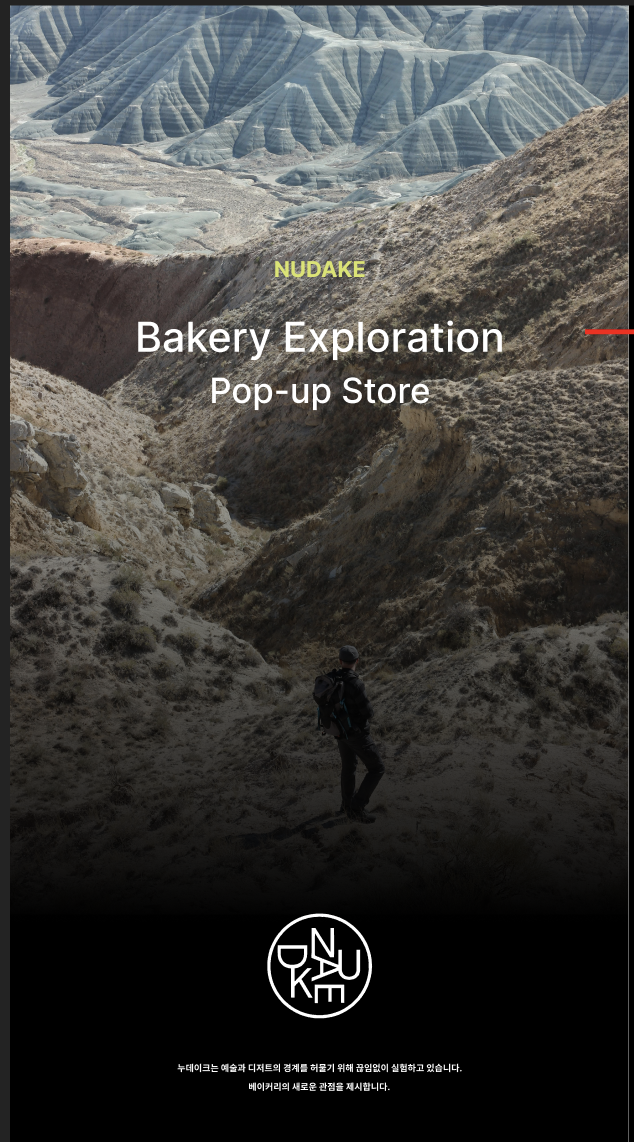 NUDAKE
Bakery Exploration
Pop-up Store
NUDAKE
누데이크는 예술과 디저트의 경계를 허물기 위해 끊임없이 실험하고 있습니다.
베이커리의 새로운 관점을 제시합니다.